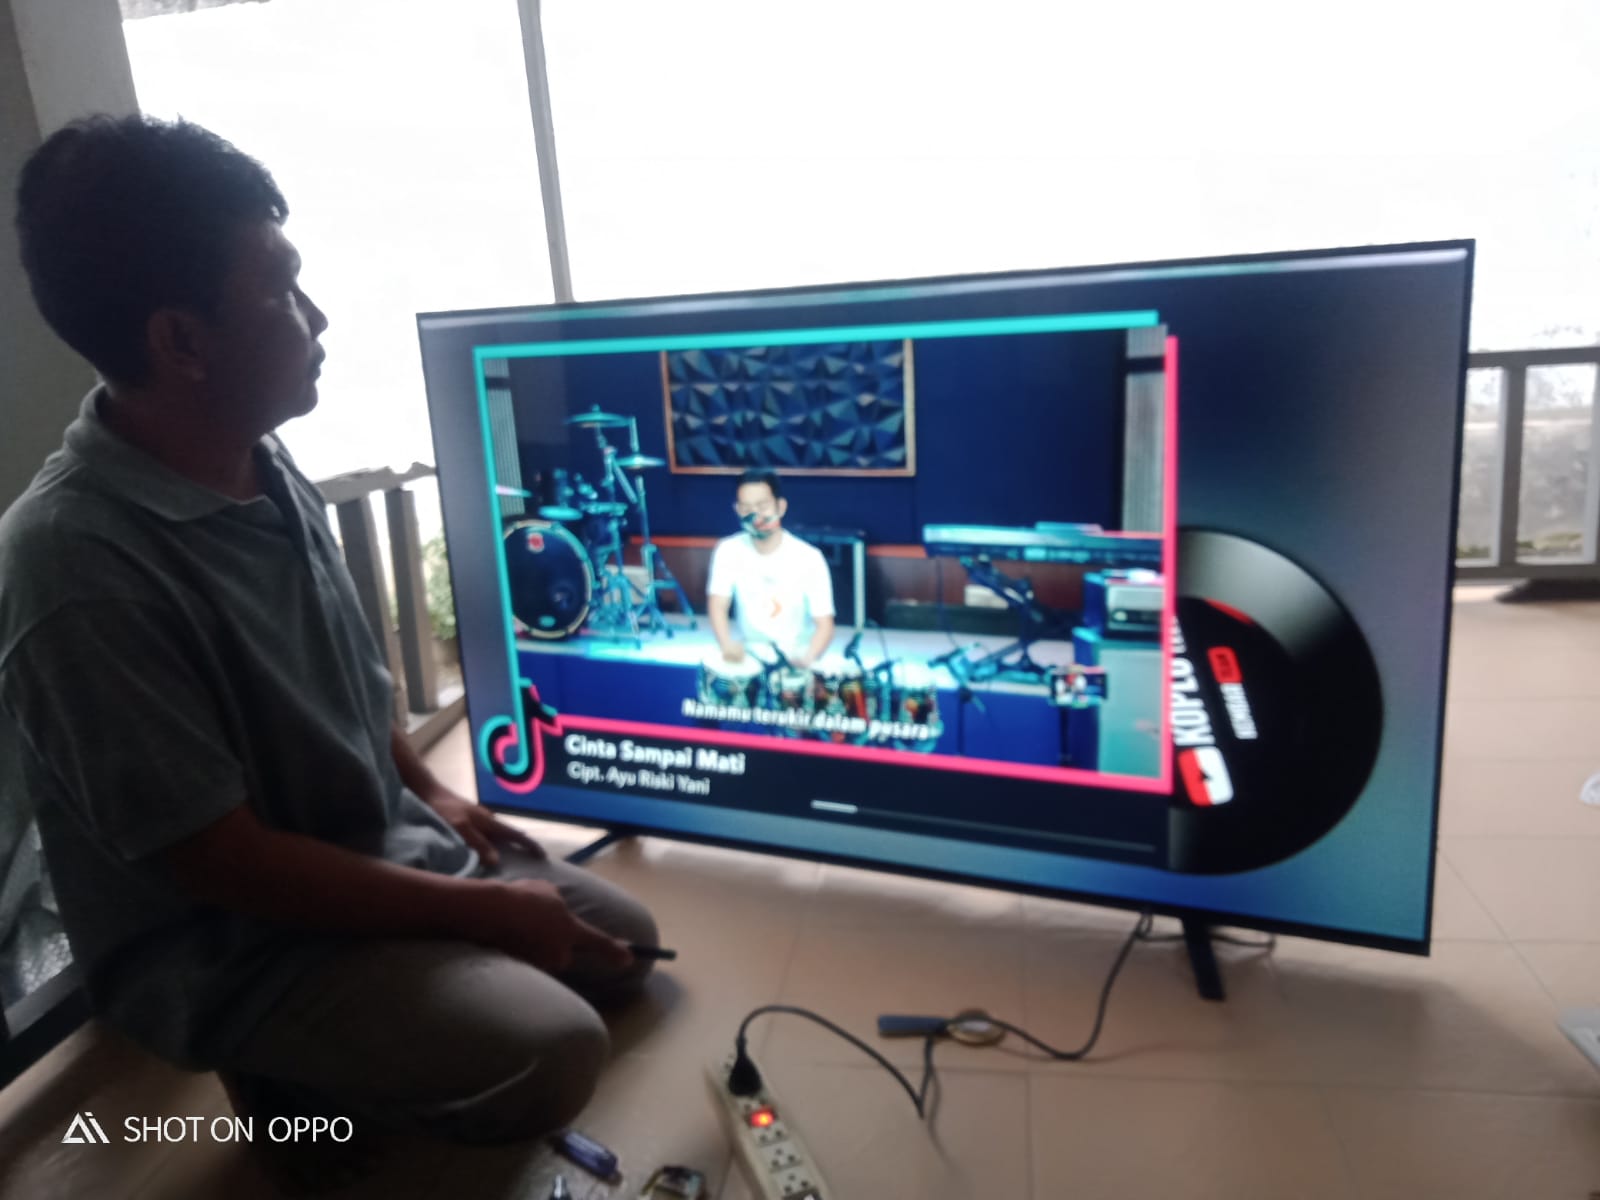 Namamu terukir dalam pusara
Cinta Sampai Mati
Cipt. Ayu Riski Yani
KOPLO
SHOT ON OPPO